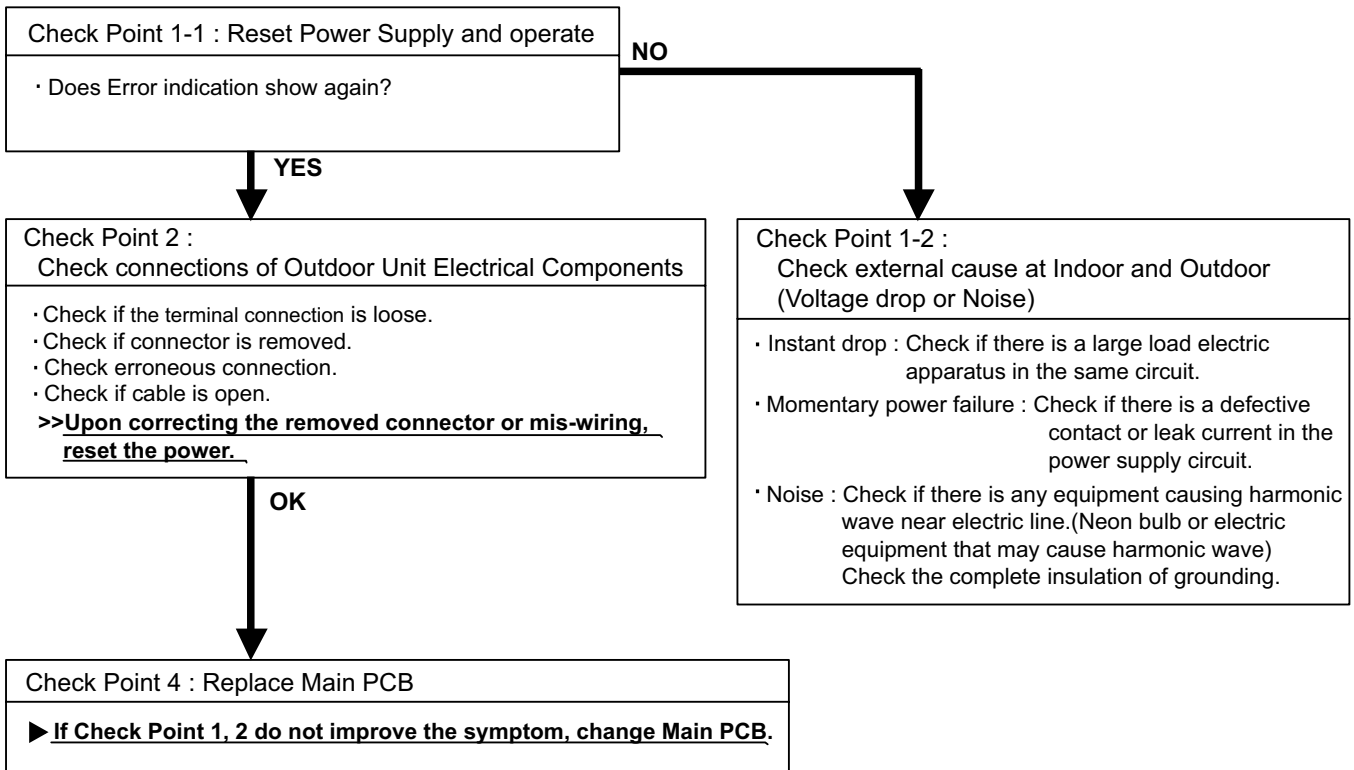 Check Point 1-1 : Reset Power Supply and operate
· Does Error indication show again?
NO
YES
Check Point 2 :
Check connections of Outdoor Unit Electrical Components
· Check if the terminal connection is loose.
· Check if connector is removed.
· Check erroneous connection.
· Check if cable is open.
>>Upon correcting the removed connector or mis-wiring,
reset the power.
OK
Check Point 1-2 :
Check external cause at Indoor and Outdoor
(Voltage drop or Noise)
· Instant drop : Check if there is a large load electric
apparatus in the same circuit.
· Momentary power failure : Check if there is a defective
contact or leak current in the
power supply circuit.
· Noise : Check if there is any equipment causing harmonic
wave near electric line.(Neon bulb or electric
equipment that may cause harmonic wave)
Check the complete insulation of grounding.
Check Point 4 : Replace Main PCB
▶ If Check Point 1, 2 do not improve the symptom, change Main PCB.